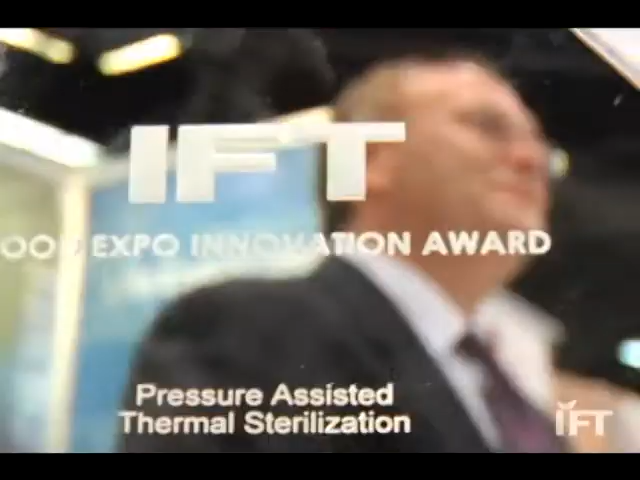 IFT
EXPO INNOVATION AWARD
Pressure Assisted
Thermal Sterilization
IFT